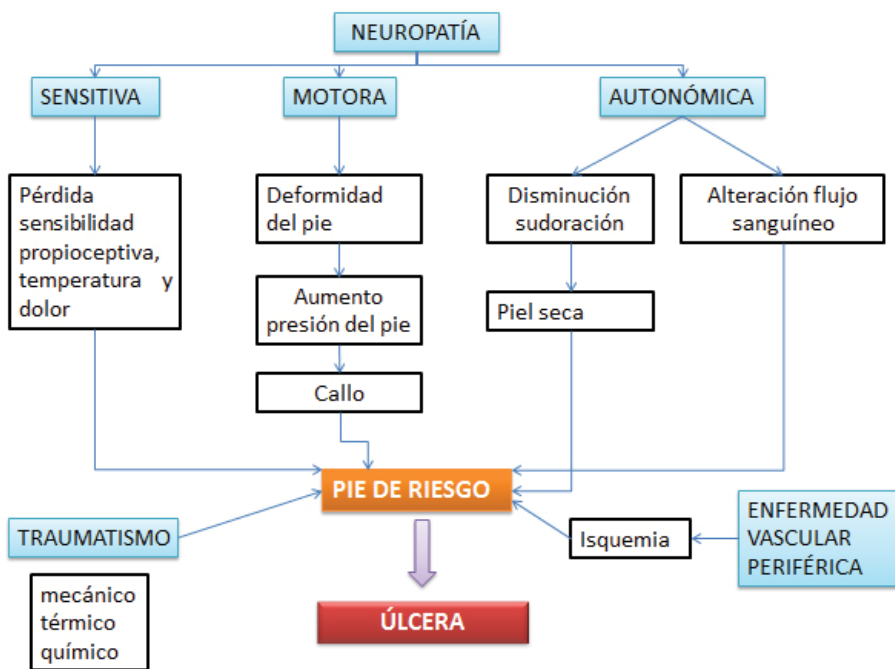 NEUROPATÍA
SENSITIVA
MOTORA
AUTONÓMICA
Pérdida
sensibilidad
propioceptiva,
temperatura y
dolor
Deformidad
del pie
Disminución
sudoración
Alteración flujo
sanguíneo
Aumento
presión del pie
Piel seca
Callo
PIE DE RIESGO
TRAUMATISMO
Isquemia
ENFERMEDAD
VASCULAR
PERIFÉRICA
mecánico
térmico
químico
ÚLCERA